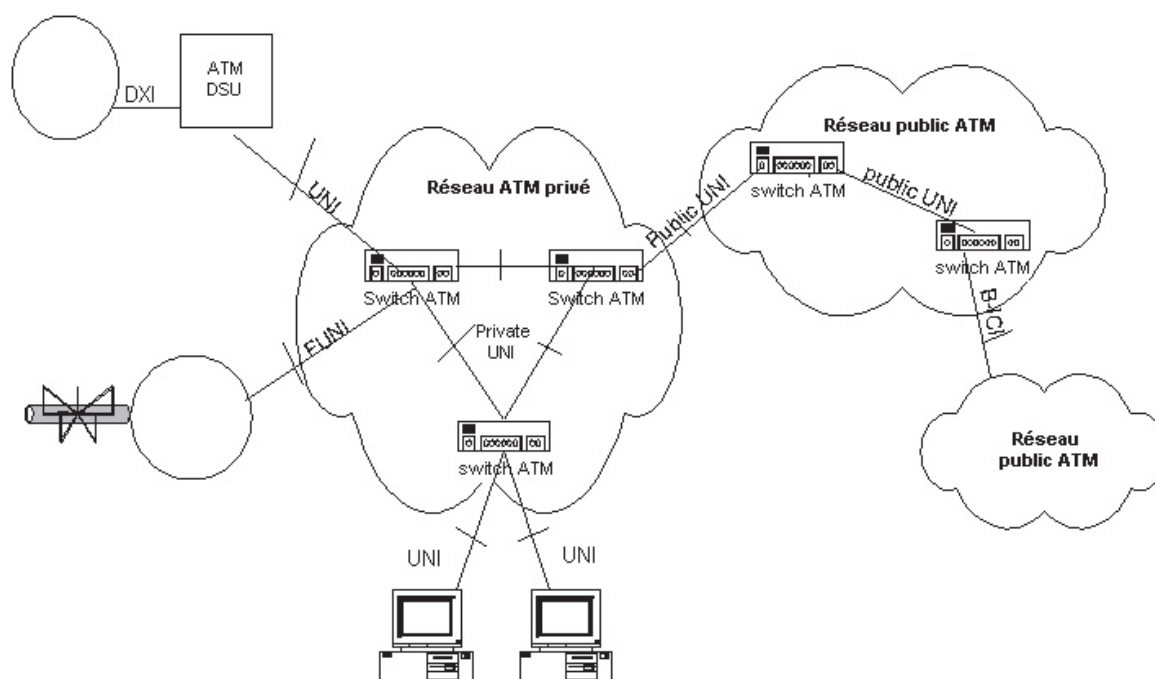 ATM
DSU
DXI
UNI
Réseau public ATM
switch ATM
public UNI
switch ATM
Réseau ATM privé
Public UNI
Switch ATM
Switch ATM
B-ICI
FUNI
Private
UNI
switch ATM
Réseau
public ATM
UNI
UNI